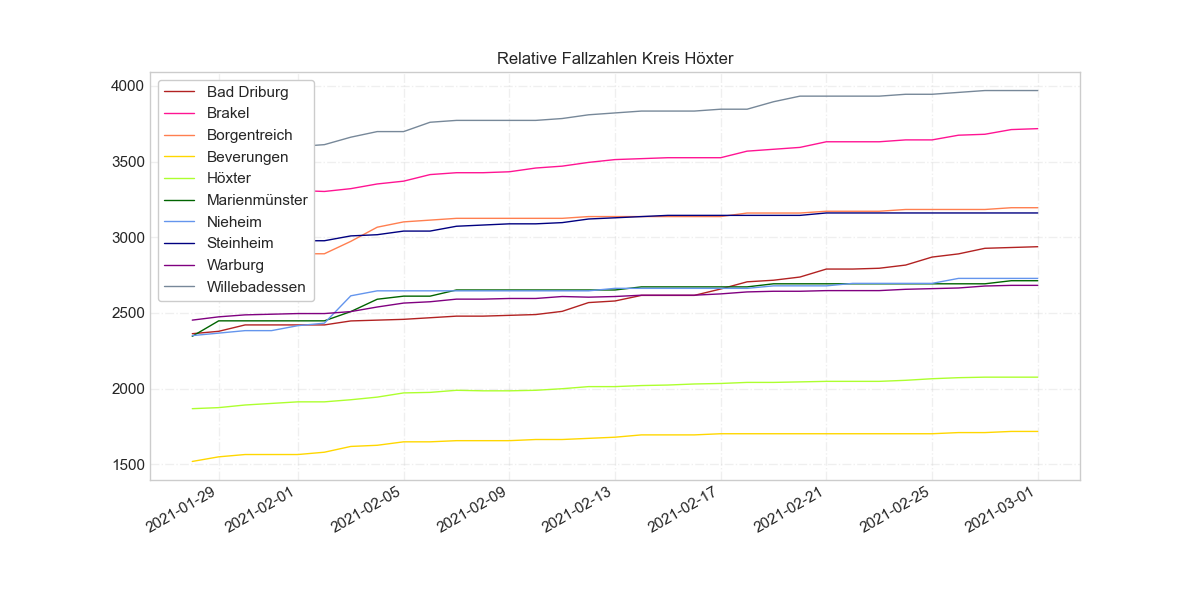 Relative Fallzahlen Kreis Höxter
4000
3500
3000
2500
2000
1500
Bad Driburg
Brakel
Borgentreich
Beverungen
Höxter
Marienmünster
Nieheim
Steinheim
Warburg
Willebadessen
2021-01-29
2021-02-01
2021-02-05
2021-02-09
2021-02-13
2021-02-17
2021-02-21
2021-02-25
2021-03-01